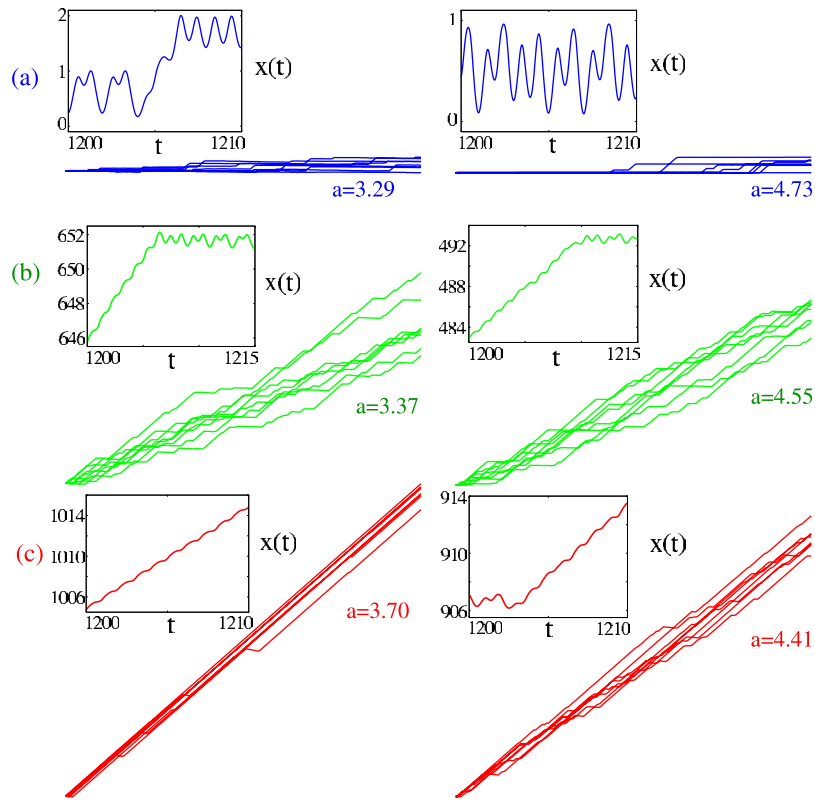 (a)
2
1
0
1200
t
1210
x(t)
a=3.29
1
0
1200
t
1210
x(t)
a=4.73
(b)
652
650
648
646
1200
t
1215
x(t)
a=3.37
492
488
484
1200
t
1215
x(t)
a=4.55
(c)
1014
1010
1006
1200
t
1210
x(t)
a=3.70
914
910
906
1200
t
1210
x(t)
a=4.41